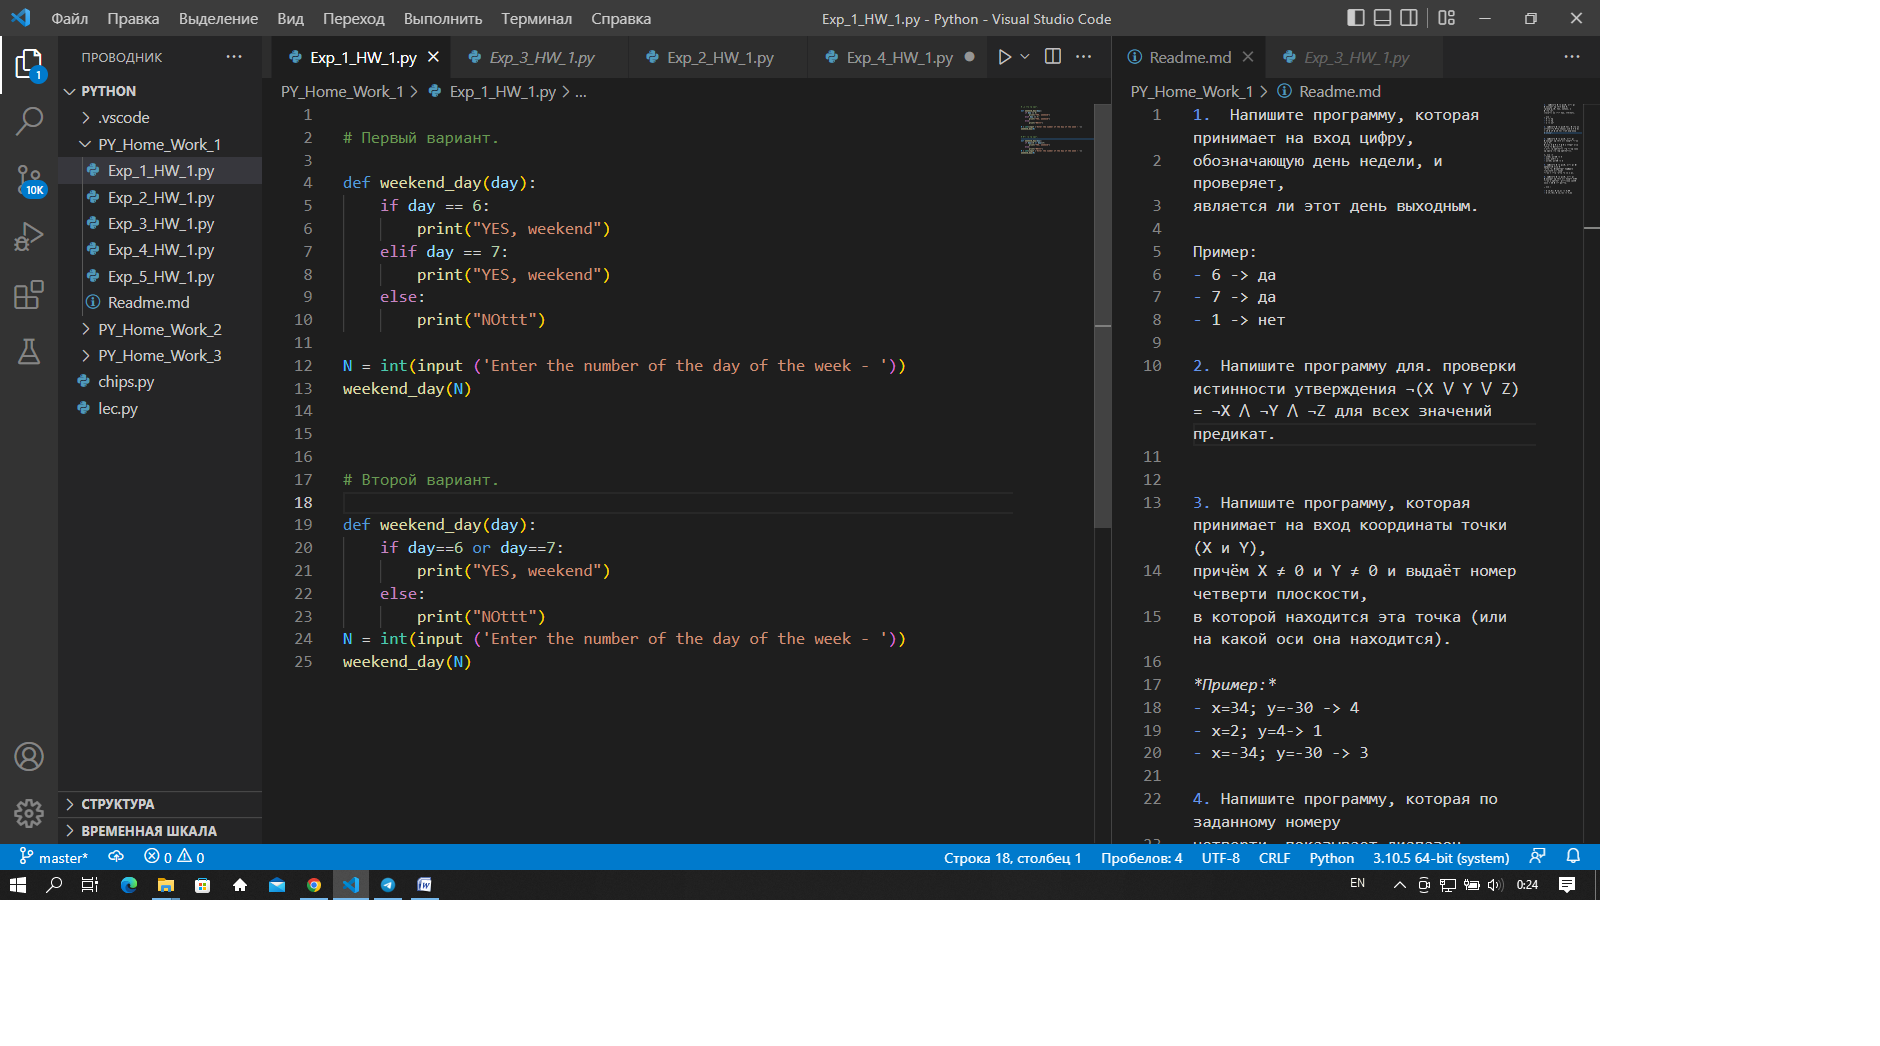 Файл Правка Выделение Вид Переход Выполнить Терминал Справка
Exp_1_HW_1.py - Python - Visual Studio Code
ПРОВОДНИК ...
PYTHON
.vscode
PY_Home_Work_1
Exp_1_HW_1.py
Exp_2_HW_1.py
Exp_3_HW_1.py
Exp_4_HW_1.py
Exp_5_HW_1.py
Readme.md
PY_Home_Work_2
PY_Home_Work_3
chips.py
lec.py
СТРУКТУРА
ВРЕМЕННАЯ ШКАЛА
1
10K
Exp_1_HW_1.py Exp_3_HW_1.py Exp_2_HW_1.py Exp_4_HW_1.py
PY_Home_Work_1 > Exp_1_HW_1.py > ...
1
2 # Первый вариант.
3
4 def weekend_day(day):
5 if day == 6:
6 print("YES, weekend")
7 elif day == 7:
8 print("YES, weekend")
9 else:
10 print("NOttt")
11
12 N = int(input ('Enter the number of the day of the week - '))
13 weekend_day(N)
14
15
16
17 # Второй вариант.
18
19 def weekend_day(day):
20 if day==6 or day==7:
21 print("YES, weekend")
22 else:
23 print("NOttt")
24 N = int(input ('Enter the number of the day of the week - '))
25 weekend_day(N)
Readme.md Exp_3_HW_1.py
PY_Home_Work_1 > Readme.md
1 1. Напишите программу, которая
принимает на вход цифру,
2 обозначающую день недели, и
проверяет,
3 является ли этот день выходным.
4
5 Пример:
6 - 6 -> да
7 - 7 -> да
8 - 1 -> нет
9
10 2. Напишите программу для. проверки
истинности утверждения ¬(X ⋁ Y ⋁ Z)
= ¬X ⋀ ¬Y ⋀ ¬Z для всех значений
предикат.
11
12
13 3. Напишите программу, которая
принимает на вход координаты точки
(X и Y),
14 причём X ≠ 0 и Y ≠ 0 и выдаёт номер
четверти плоскости,
15 в которой находится эта точка (или
на какой оси она находится).
16
17 *Пример:*
18 - x=34; y=-30 -> 4
19 - x=2; y=4-> 1
20 - x=-34; y=-30 -> 3
21
22 4. Напишите программу, которая по
заданному номеру
23 четверти, показывает диапазон
master* 0 0
Строка 18, столбец 1 Пробелов: 4 UTF-8 CRLF Python 3.10.5 64-bit (system)
EN 0:24